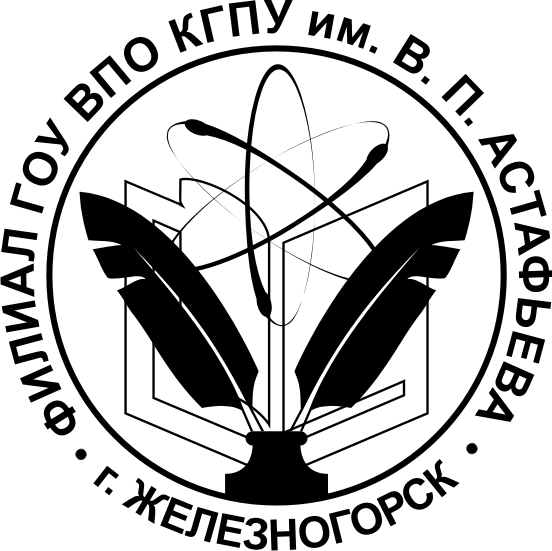 ФИЛИАЛ ГОУ ВПО КГПУ им. В. П. АСТАФЬЕВА
• г. ЖЕЛЕЗНОГОРСК •